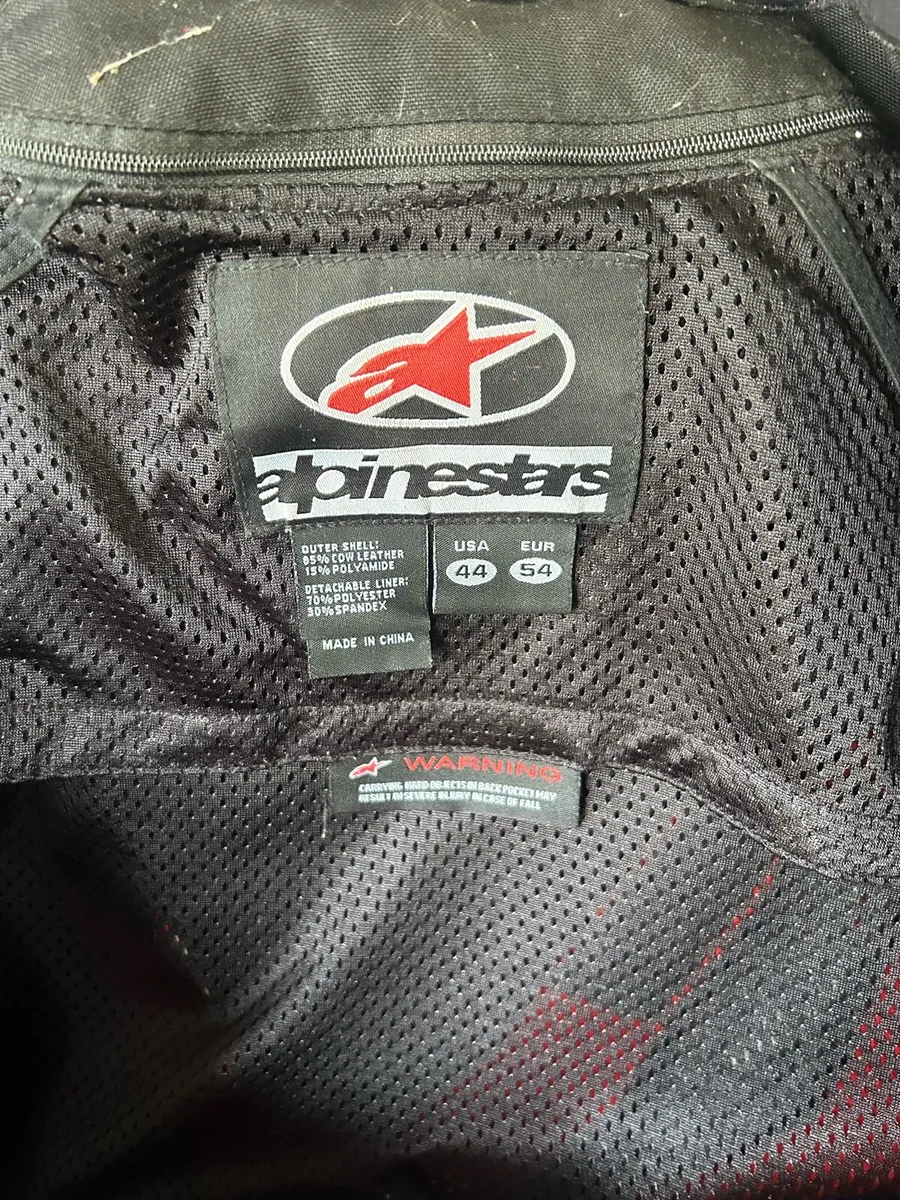 alpinestars
OUTER SHELL:
85% COW LEATHER
15% POLYAMIDE
DETACHABLE LINER:
70% POLYESTER
30% SPANDEX
MADE IN CHINA
USA EUR
44 54
WARNING
CARRYING HARD OBJECTS IN BACK POCKET MAY
RESULT IN SEVERE INJURY IN CASE OF FALL